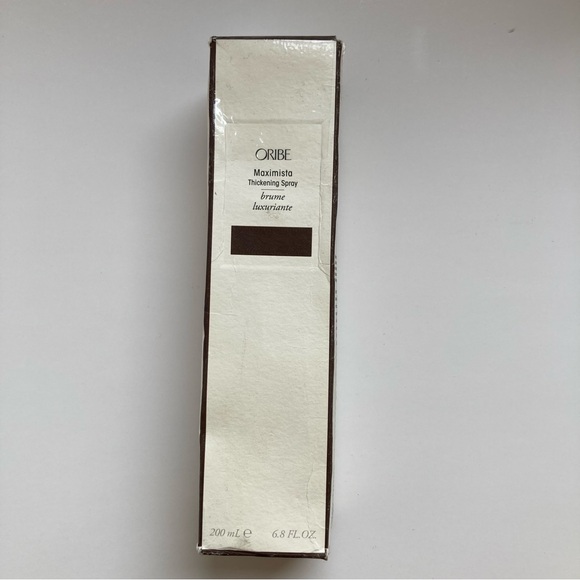 ORIBE
Maximista
Thickening Spray
brume
luxuriante
200 mL ℮ 6.8 FL.OZ.